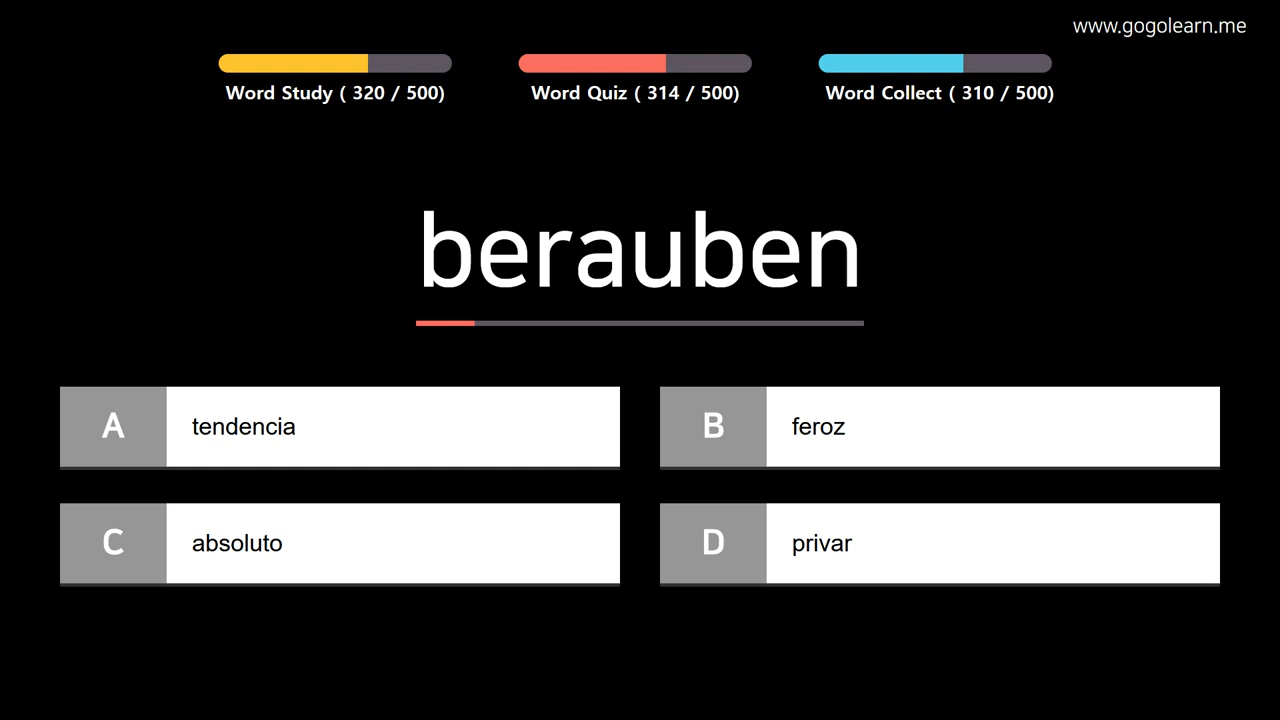 www.gogolearn.me
Word Study ( 320 / 500)
Word Quiz ( 314 / 500)
Word Collect ( 310 / 500)
berauben
A tendencia
B feroz
C absoluto
D privar